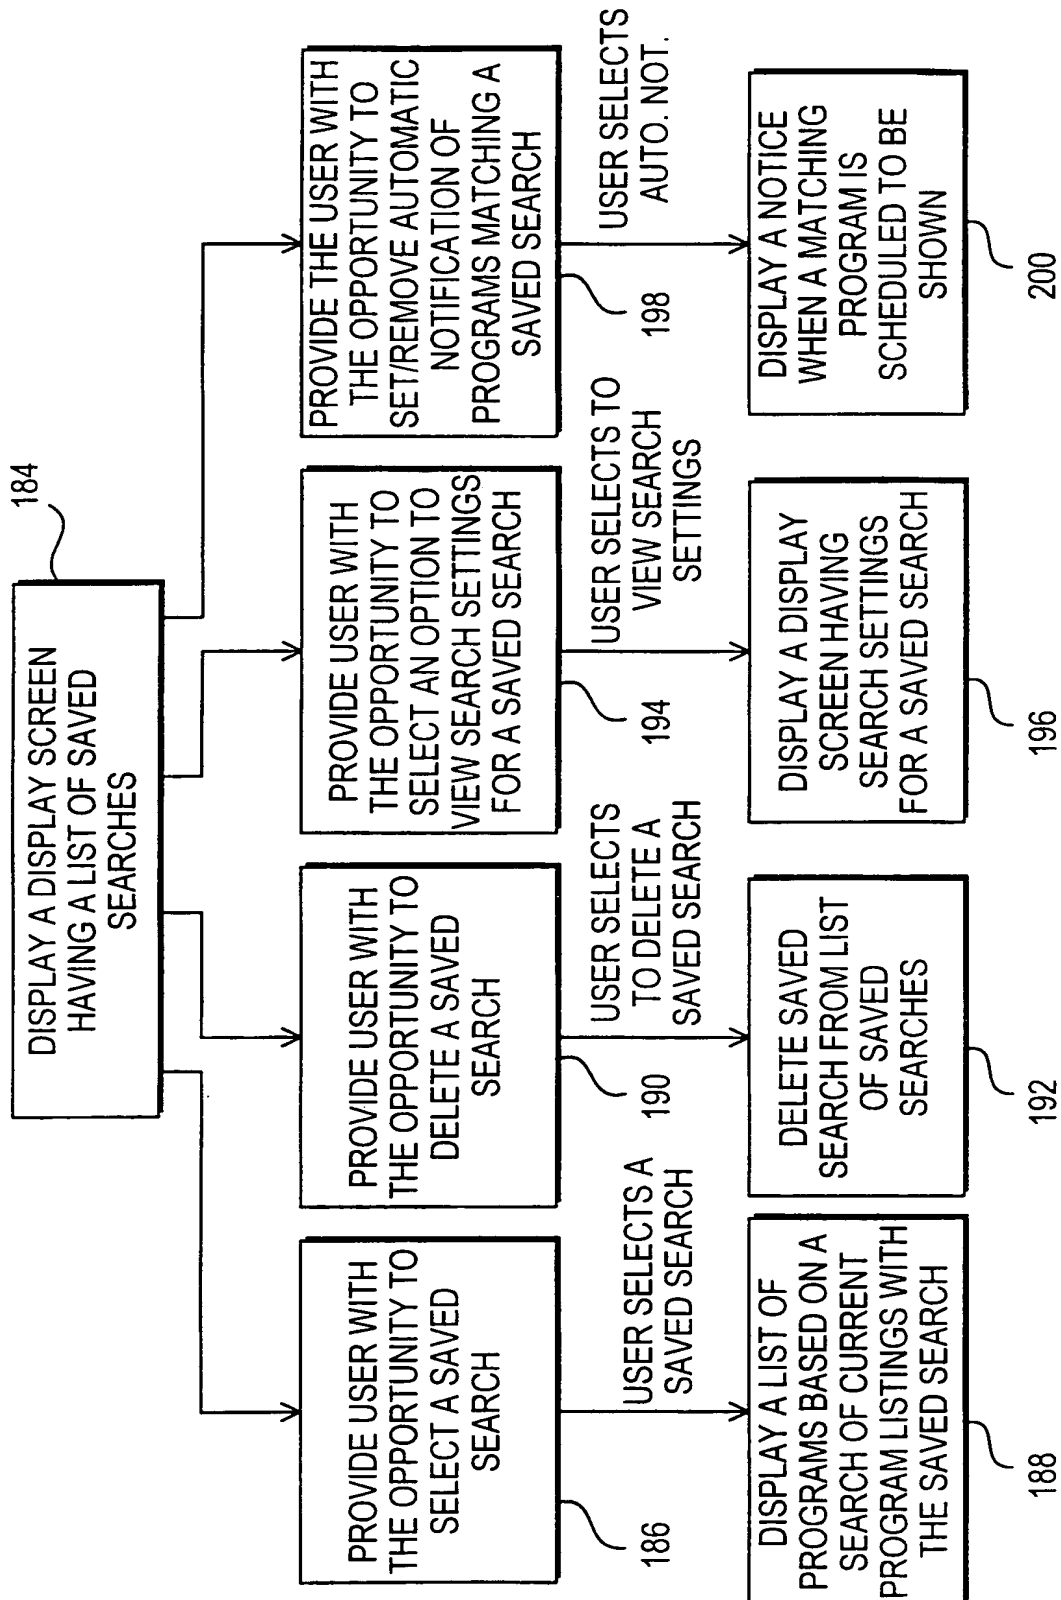 DISPLAY A DISPLAY SCREEN
HAVING A LIST OF SAVED
SEARCHES
184
PROVIDE USER WITH
THE OPPORTUNITY TO
SELECT A SAVED
SEARCH
186
USER SELECTS A
SAVED SEARCH
DISPLAY A LIST OF
PROGRAMS BASED ON A
SEARCH OF CURRENT
PROGRAM LISTINGS WITH
THE SAVED SEARCH
188
PROVIDE USER WITH
THE OPPORTUNITY TO
DELETE A SAVED
SEARCH
190
USER SELECTS
TO DELETE A
SAVED SEARCH
DELETE SAVED
SEARCH FROM LIST
OF SAVED
SEARCHES
192
PROVIDE USER WITH
THE OPPORTUNITY TO
SELECT AN OPTION TO
VIEW SEARCH SETTINGS
FOR A SAVED SEARCH
194
USER SELECTS TO
VIEW SEARCH
SETTINGS
DISPLAY A DISPLAY
SCREEN HAVING
SEARCH SETTINGS
FOR A SAVED SEARCH
196
PROVIDE THE USER WITH
THE OPPORTUNITY TO
SET/REMOVE AUTOMATIC
NOTIFICATION OF
PROGRAMS MATCHING A
SAVED SEARCH
198
USER SELECTS
AUTO. NOT.
DISPLAY A NOTICE
WHEN A MATCHING
PROGRAM IS
SCHEDULED TO BE
SHOWN
200